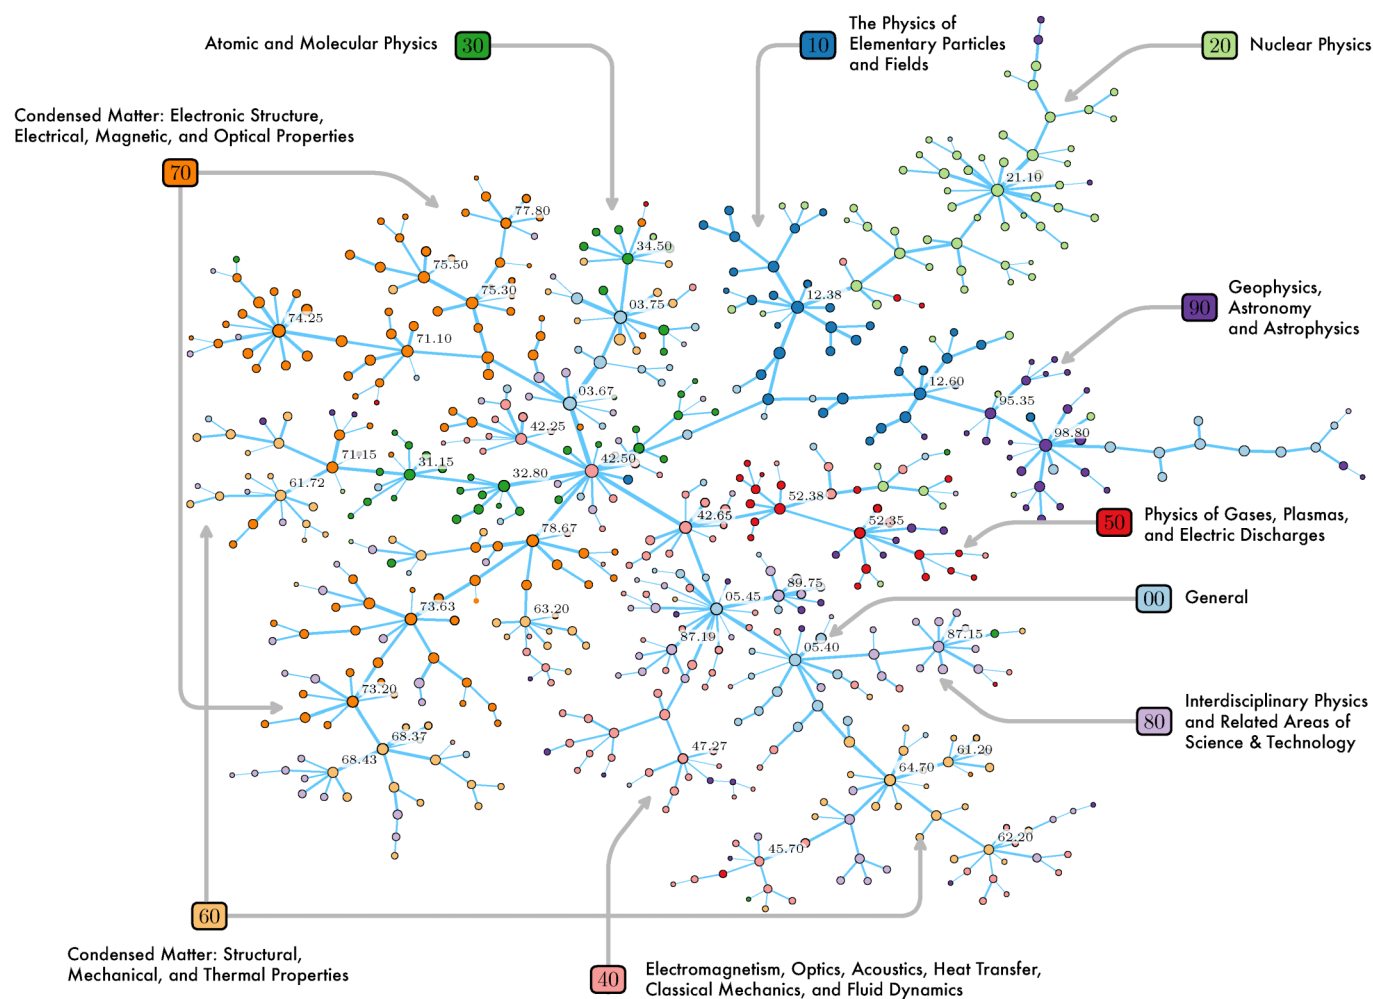 The Physics of
Elementary Particles
and Fields
10
Atomic and Molecular Physics
30
20
Nuclear Physics
Condensed Matter: Electronic Structure,
Electrical, Magnetic, and Optical Properties
70
21.10
77.80
34.50
75.50
75.30
03.75
12.38
74.25
71.10
90
Geophysics,
Astronomy
and Astrophysics
03.67
12.60
95.35
42.25
98.80
71.15
31.15
32.80
42.50
61.72
52.38
42.65
52.35
50
Physics of Gases, Plasmas,
and Electric Discharges
78.67
89.75
05.45
00
General
73.63
63.20
87.19
05.40
87.15
73.20
80
Interdisciplinary Physics
and Related Areas of
Science & Technology
68.37
68.43
47.27
61.20
64.70
62.20
45.70
60
Condensed Matter: Structural,
Mechanical, and Thermal Properties
40
Electromagnetism, Optics, Acoustics, Heat Transfer,
Classical Mechanics, and Fluid Dynamics